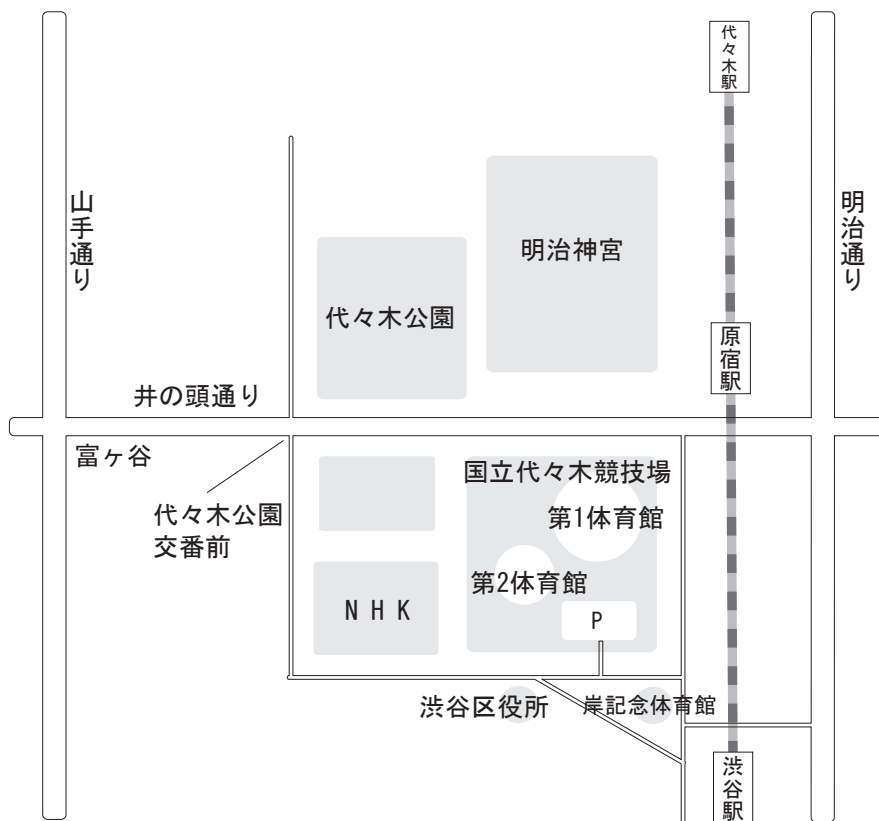 代々木駅
山手通り
明治通り
明治神宮
代々木公園
原宿駅
井の頭通り
富ヶ谷
国立代々木競技場
第1体育館
代々木公園
交番前
第2体育館
NHK
P
渋谷区役所
岸記念体育館
渋谷駅